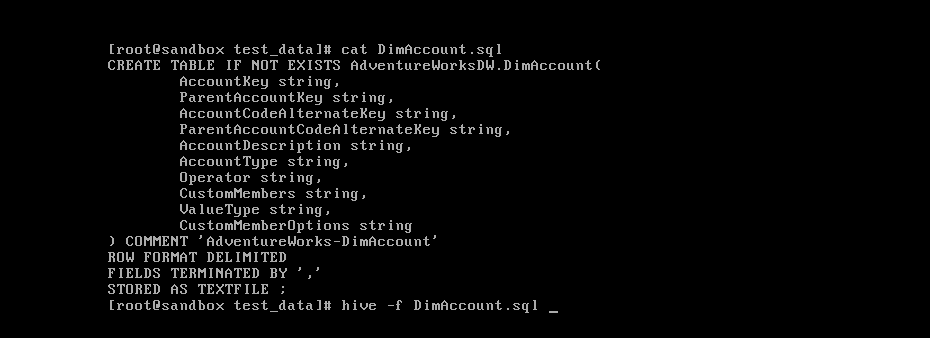 [root@sandbox test_data]# cat DimAccount.sql
CREATE TABLE IF NOT EXISTS AdventureWorksDW.DimAccount(
        AccountKey string,
        ParentAccountKey string,
        AccountCodeAlternateKey string,
        ParentAccountCodeAlternateKey string,
        AccountDescription string,
        AccountType string,
        Operator string,
        CustomMembers string,
        ValueType string,
        CustomMemberOptions string
) COMMENT 'AdventureWorks-DimAccount'
ROW FORMAT DELIMITED
FIELDS TERMINATED BY ','
STORED AS TEXTFILE ;
[root@sandbox test_data]# hive -f DimAccount.sql _